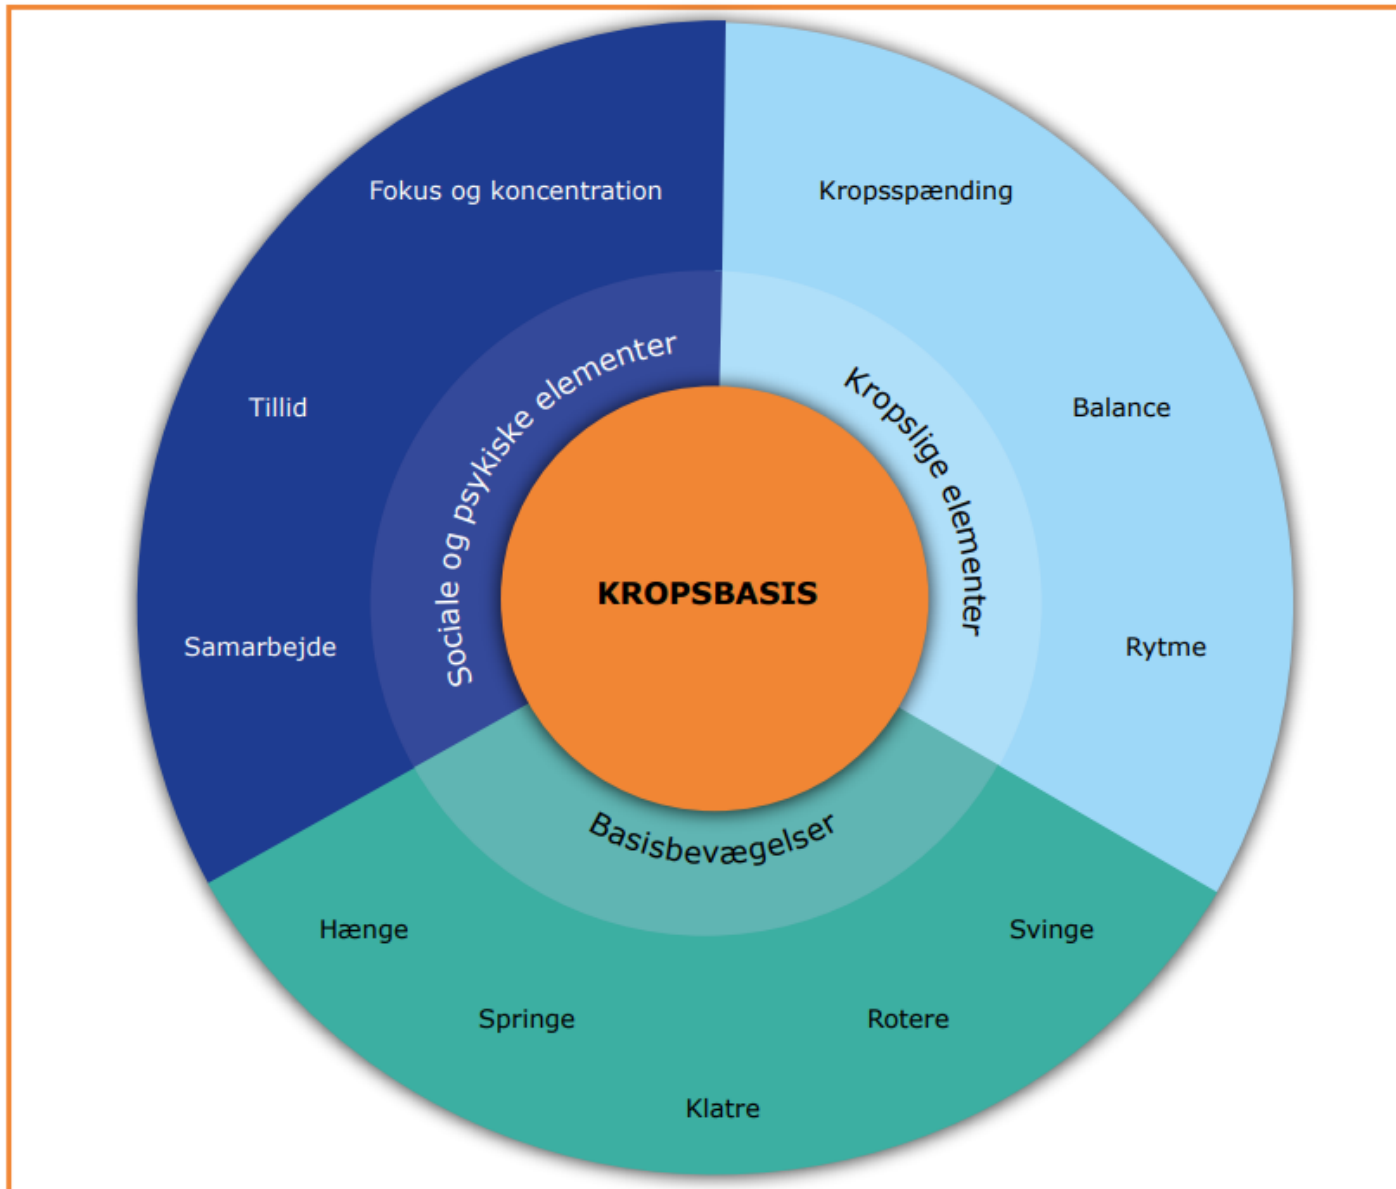 Fokus og koncentration
Kropsspænding
Tillid
Balance
Samarbejde
Rytme
Sociale og psykiske elementer
Kropslige elementer
KROPSBASIS
Basisbevægelser
Hænge
Svinge
Springe
Rotere
Klatre